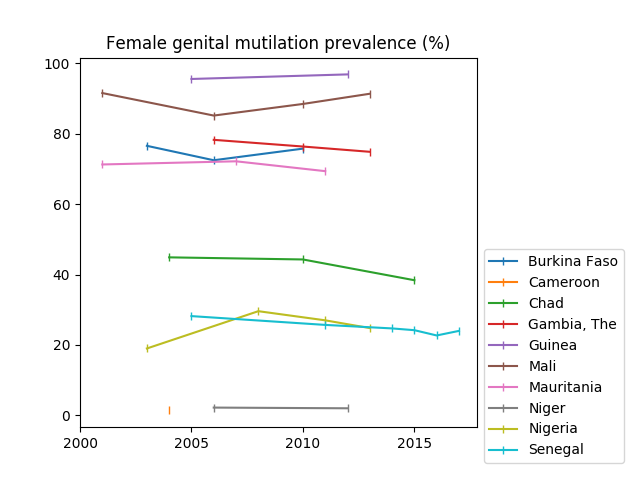 Female genital mutilation prevalence (%)
100
80
60
40
20
0
2000
2005
2010
2015
Burkina Faso
Cameroon
Chad
Gambia, The
Guinea
Mali
Mauritania
Niger
Nigeria
Senegal